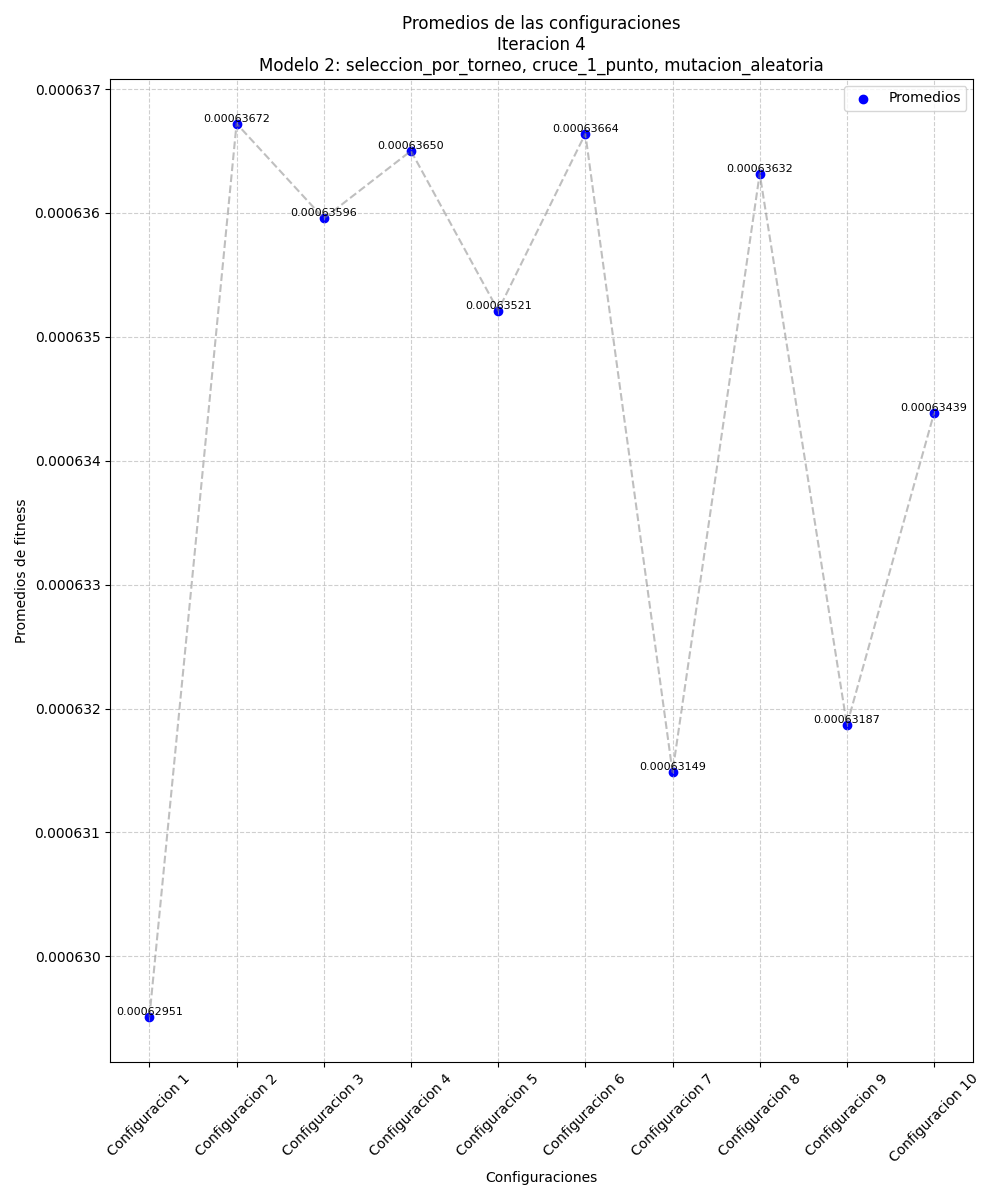 Promedios de las configuraciones
Iteracion 4
Modelo 2: seleccion_por_torneo, cruce_1_punto, mutacion_aleatoria
Promedios
0.000637
0.000636
0.000635
0.000634
0.000633
0.000632
0.000631
0.000630
Promedios de fitness
0.00062951
0.00063672
0.00063596
0.00063650
0.00063521
0.00063664
0.00063149
0.00063632
0.00063187
0.00063439
Configuracion 1
Configuracion 2
Configuracion 3
Configuracion 4
Configuracion 5
Configuracion 6
Configuracion 7
Configuracion 8
Configuracion 9
Configuracion 10
Configuraciones